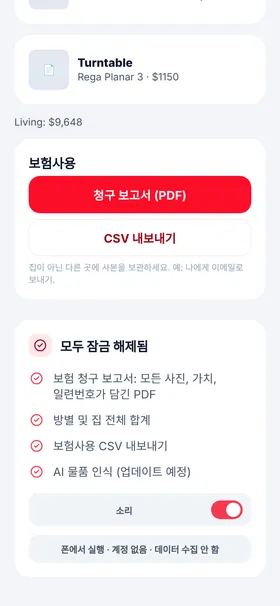 Turntable
Rega Planar 3 · $1150
Living: $9,648
보험사용
청구 보고서 (PDF)
CSV 내보내기
집이 아닌 다른 곳에 사본을 보관하세요. 예: 나에게 이메일로
보내기.
모두 잠금 해제됨
보험 청구 보고서: 모든 사진, 가치,
일련번호가 담긴 PDF
방별 및 집 전체 합계
보험사용 CSV 내보내기
AI 물품 인식 (업데이트 예정)
소리
폰에서 실행 · 계정 없음 · 데이터 수집 안 함